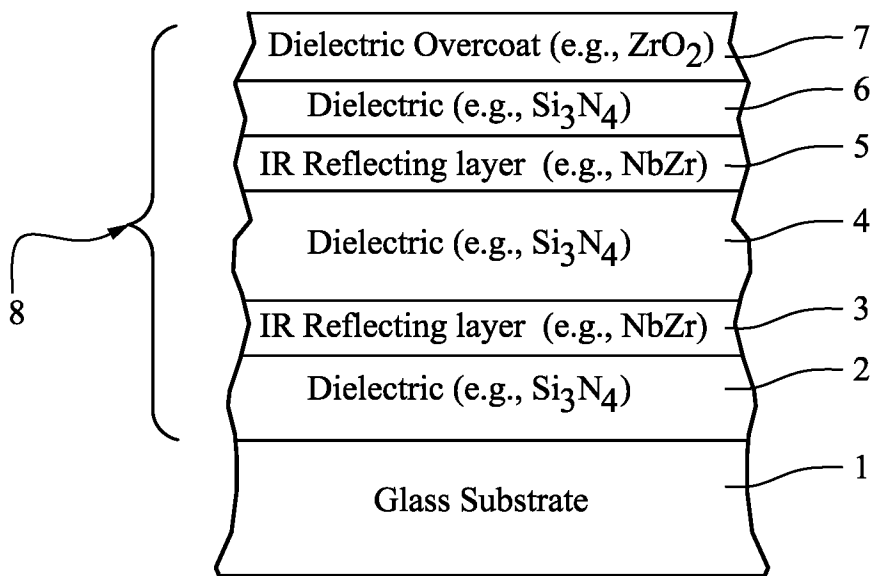 Dielectric Overcoat (e.g., ZrO₂) 7
Dielectric (e.g., Si₃N₄) 6
IR Reflecting layer (e.g., NbZr) 5
Dielectric (e.g., Si₃N₄) 4
8
IR Reflecting layer (e.g., NbZr) 3
Dielectric (e.g., Si₃N₄) 2
Glass Substrate 1